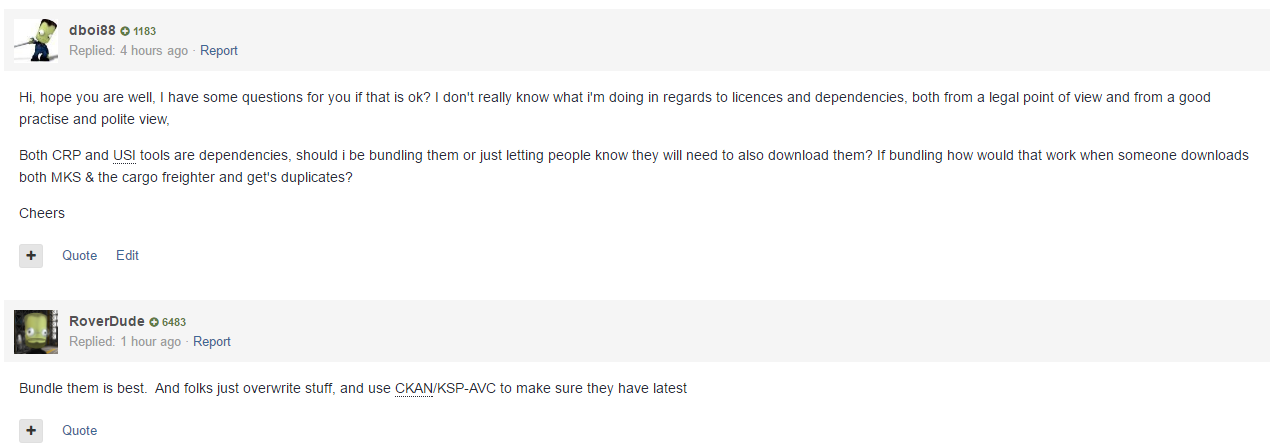 dboi88 1183
Replied: 4 hours ago · Report
Hi, hope you are well, I have some questions for you if that is ok? I don't really know what i'm doing in regards to licences and dependencies, both from a legal point of view and from a good
practise and polite view,
Both CRP and USI tools are dependencies, should i be bundling them or just letting people know they will need to also download them? If bundling how would that work when someone downloads
both MKS & the cargo freighter and get's duplicates?
Cheers
+ Quote Edit
RoverDude 6483
Replied: 1 hour ago · Report
Bundle them is best.  And folks just overwrite stuff, and use CKAN/KSP-AVC to make sure they have latest
+ Quote